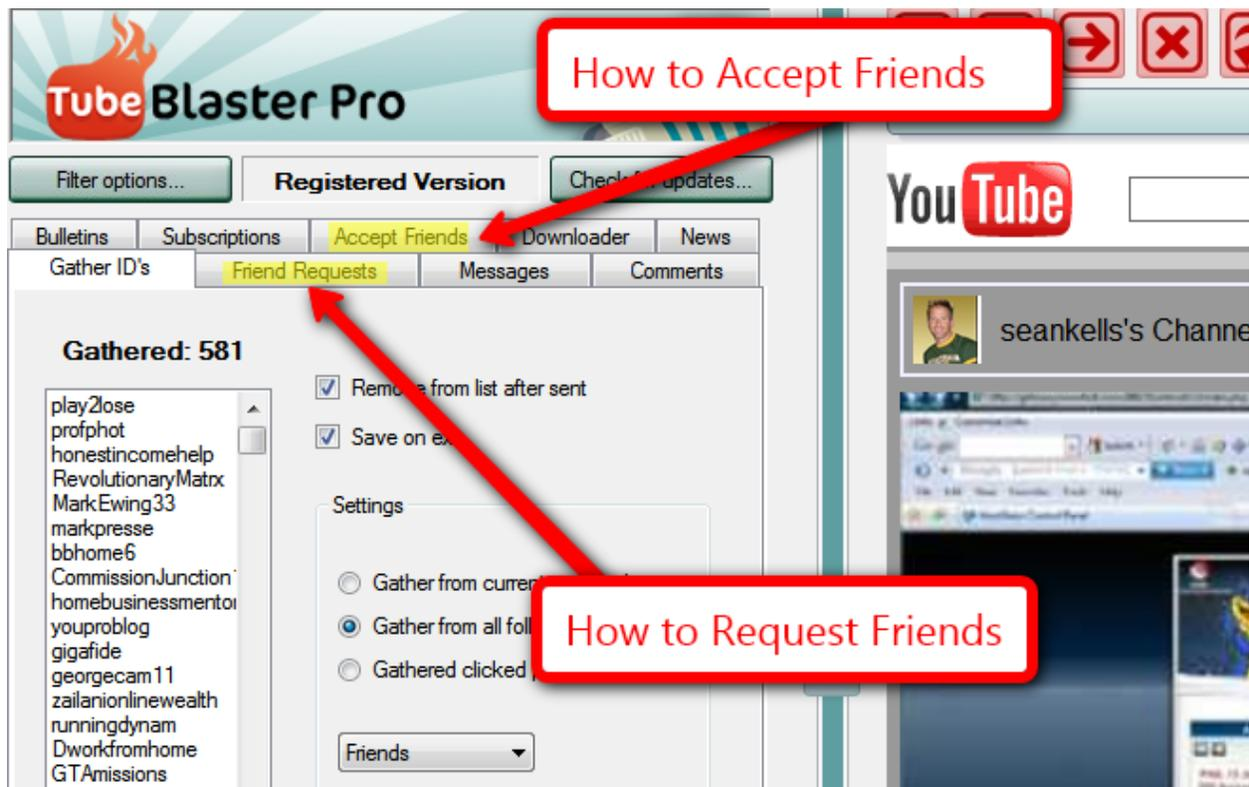 Tube Blaster Pro
How to Accept Friends
Filter options...
Registered Version
Check updates...
YouTube
Bulletins
Subscriptions
Accept Friends
Downloader
News
Gather ID's
Friend Requests
Messages
Comments
seankells's Channe
Gathered: 581
Remove from list after sent
Save on
play2lose
profphot
honestincomehelp
RevolutionaryMatrx
MarkEwing33
markpresse
bbhome6
CommissionJunction
homebusinessmentor
youproblog
gigafide
georgecam11
zailanionlinewealth
runningdynam
Dworkfromhome
GTAmissions
Settings
Gather from curren
Gather from all foll
Gathered clicked
How to Request Friends
Friends